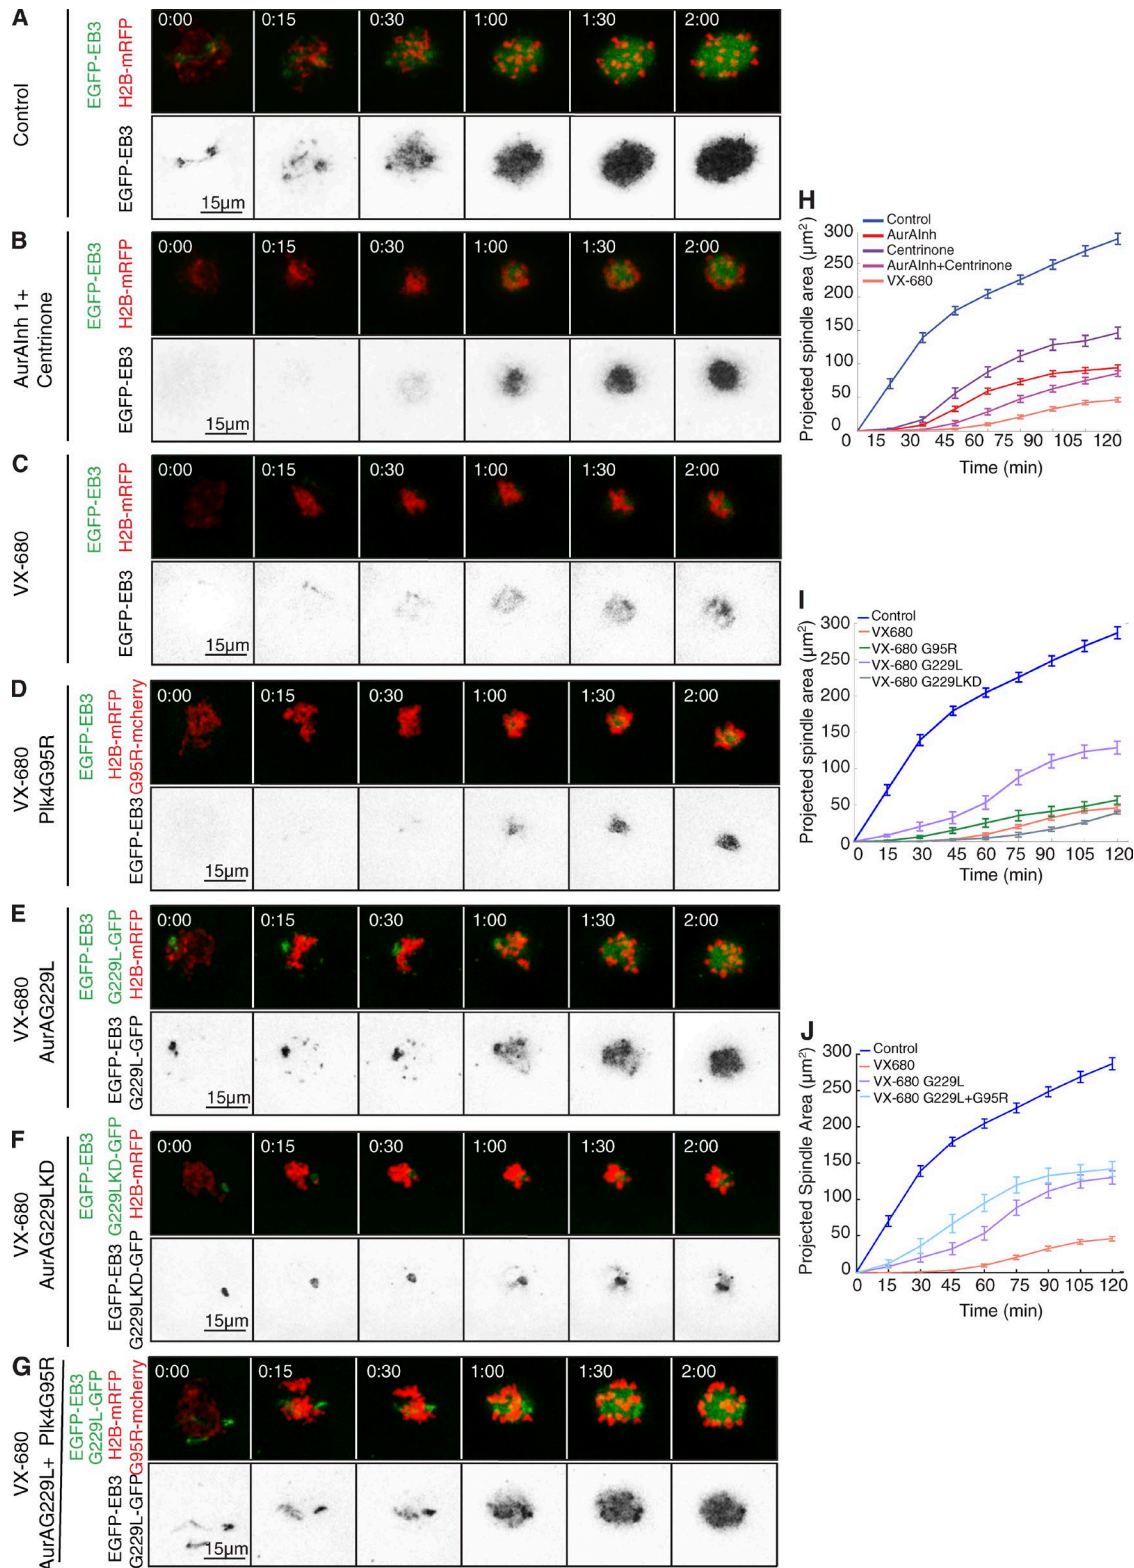 A
Control
EGFP-EB3
H2B-mRFP
0:00 0:15 0:30 1:00 1:30 2:00
EGFP-EB3
15µm
B
AurAInh 1+
Centrinone
EGFP-EB3
H2B-mRFP
0:00 0:15 0:30 1:00 1:30 2:00
EGFP-EB3
15µm
C
VX-680
EGFP-EB3
H2B-mRFP
0:00 0:15 0:30 1:00 1:30 2:00
EGFP-EB3
15µm
D
VX-680
Plk4G95R
EGFP-EB3
H2B-mRFP
G95R-mcherry
0:00 0:15 0:30 1:00 1:30 2:00
EGFP-EB3
15µm
E
VX-680
AurAG229L
EGFP-EB3
G229L-GFP
H2B-mRFP
0:00 0:15 0:30 1:00 1:30 2:00
EGFP-EB3
G229L-GFP
15µm
F
VX-680
AurAG229LKD
EGFP-EB3
G229LKD-GFP
H2B-mRFP
0:00 0:15 0:30 1:00 1:30 2:00
EGFP-EB3
G229LKD-GFP
15µm
G
VX-680
AurAG229L+ Plk4G95R
EGFP-EB3
G229L-GFP
H2B-mRFP
G95R-mcherry
0:00 0:15 0:30 1:00 1:30 2:00
EGFP-EB3
G229L-GFP
15µm
H
Control
AurAInh
Centrinone
AurAInh+Centrinone
VX-680
Projected spindle area (µm²)
300
250
200
150
100
50
0
0 15 30 45 60 75 90 105 120
Time (min)
I
Control
VX680
VX-680 G95R
VX-680 G229L
VX-680 G229LKD
Projected spindle area (µm²)
300
250
200
150
100
50
0
0 15 30 45 60 75 90 105 120
Time (min)
J
Control
VX680
VX-680 G229L
VX-680 G229L+G95R
Projected Spindle Area (µm²)
300
250
200
150
100
50
0
0 15 30 45 60 75 90 105 120
Time (min)